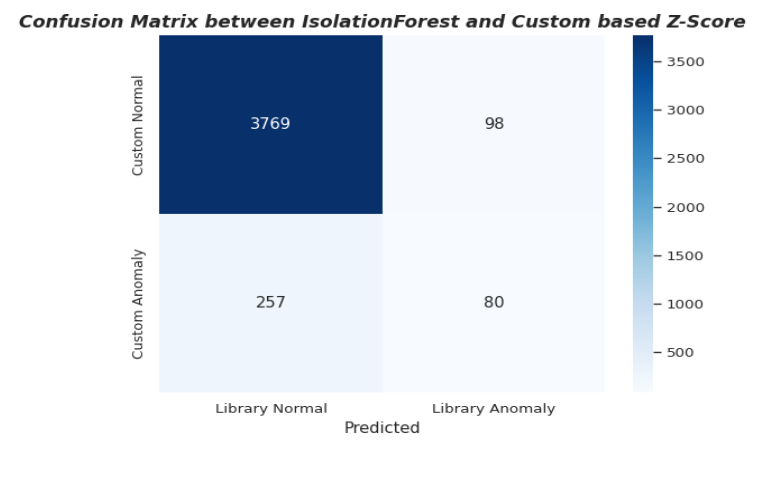 Confusion Matrix between IsolationForest and Custom based Z-Score
Custom Normal
3769
98
Custom Anomaly
257
80
Library Normal
Library Anomaly
Predicted
3500
3000
2500
2000
1500
1000
500